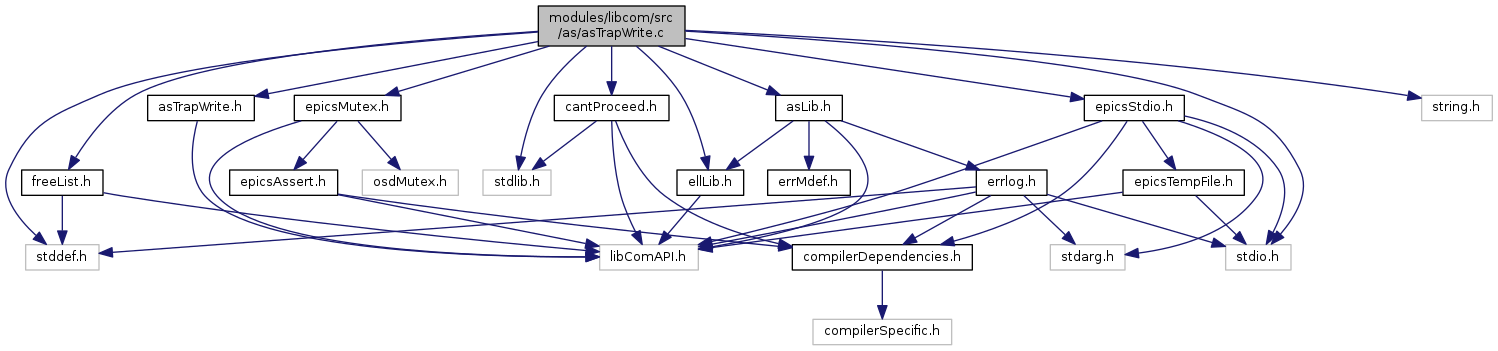 modules/libcom/src
/as/asTrapWrite.c
asTrapWrite.h
epicsMutex.h
cantProceed.h
asLib.h
epicsStdio.h
string.h
freeList.h
epicsAssert.h
osdMutex.h
stdlib.h
ellLib.h
errMdef.h
errlog.h
epicsTempFile.h
stddef.h
libComAPI.h
compilerDependencies.h
stdarg.h
stdio.h
compilerSpecific.h